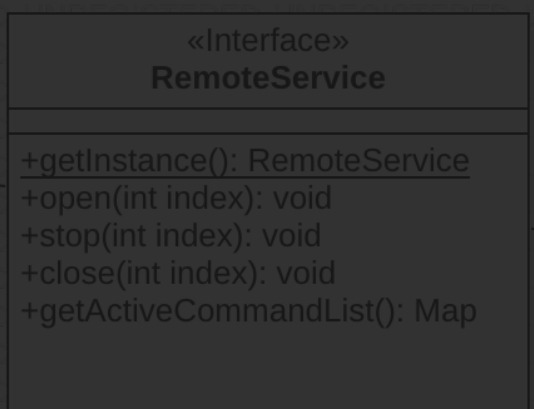 «Interface»
RemoteService
+getInstance(): RemoteService
+open(int index): void
+stop(int index): void
+close(int index): void
+getActiveCommandList(): Map